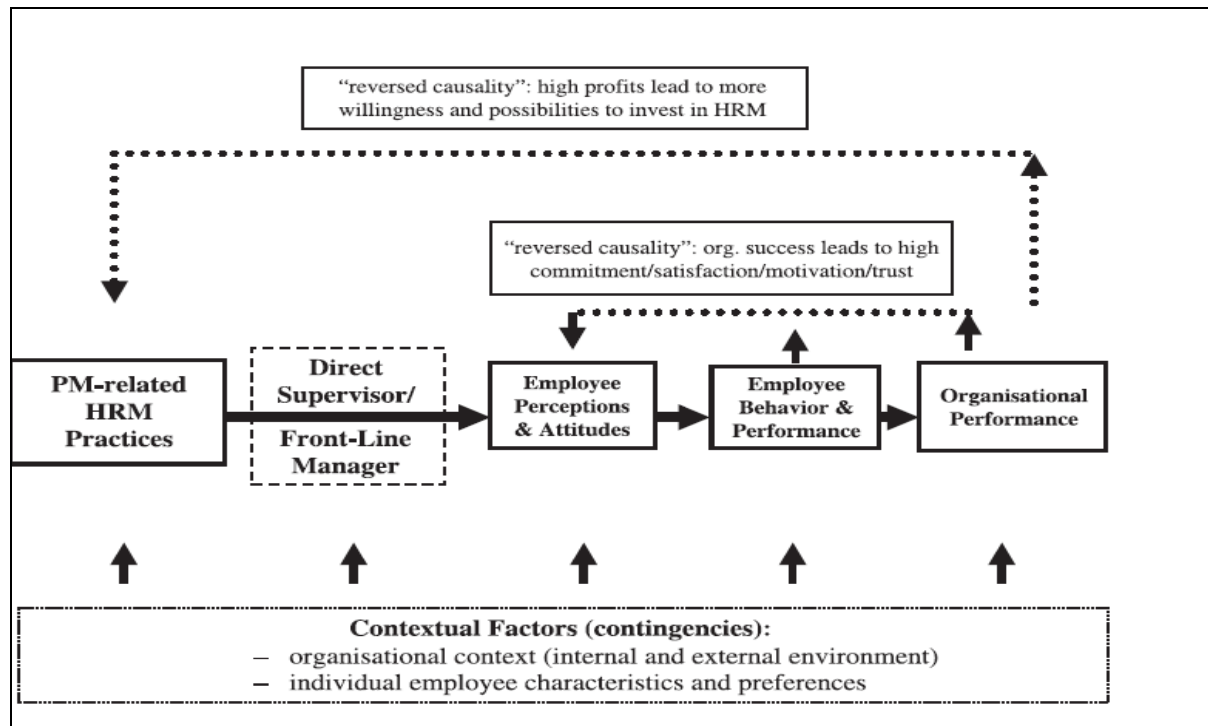 “reversed causality”: high profits lead to more
willingness and possibilities to invest in HRM
“reversed causality”: org. success leads to high
commitment/satisfaction/motivation/trust
PM-related
HRM
Practices
Direct
Supervisor/
Front-Line
Manager
Employee
Perceptions
& Attitudes
Employee
Behavior &
Performance
Organisational
Performance
Contextual Factors (contingencies):
– organisational context (internal and external environment)
– individual employee characteristics and preferences